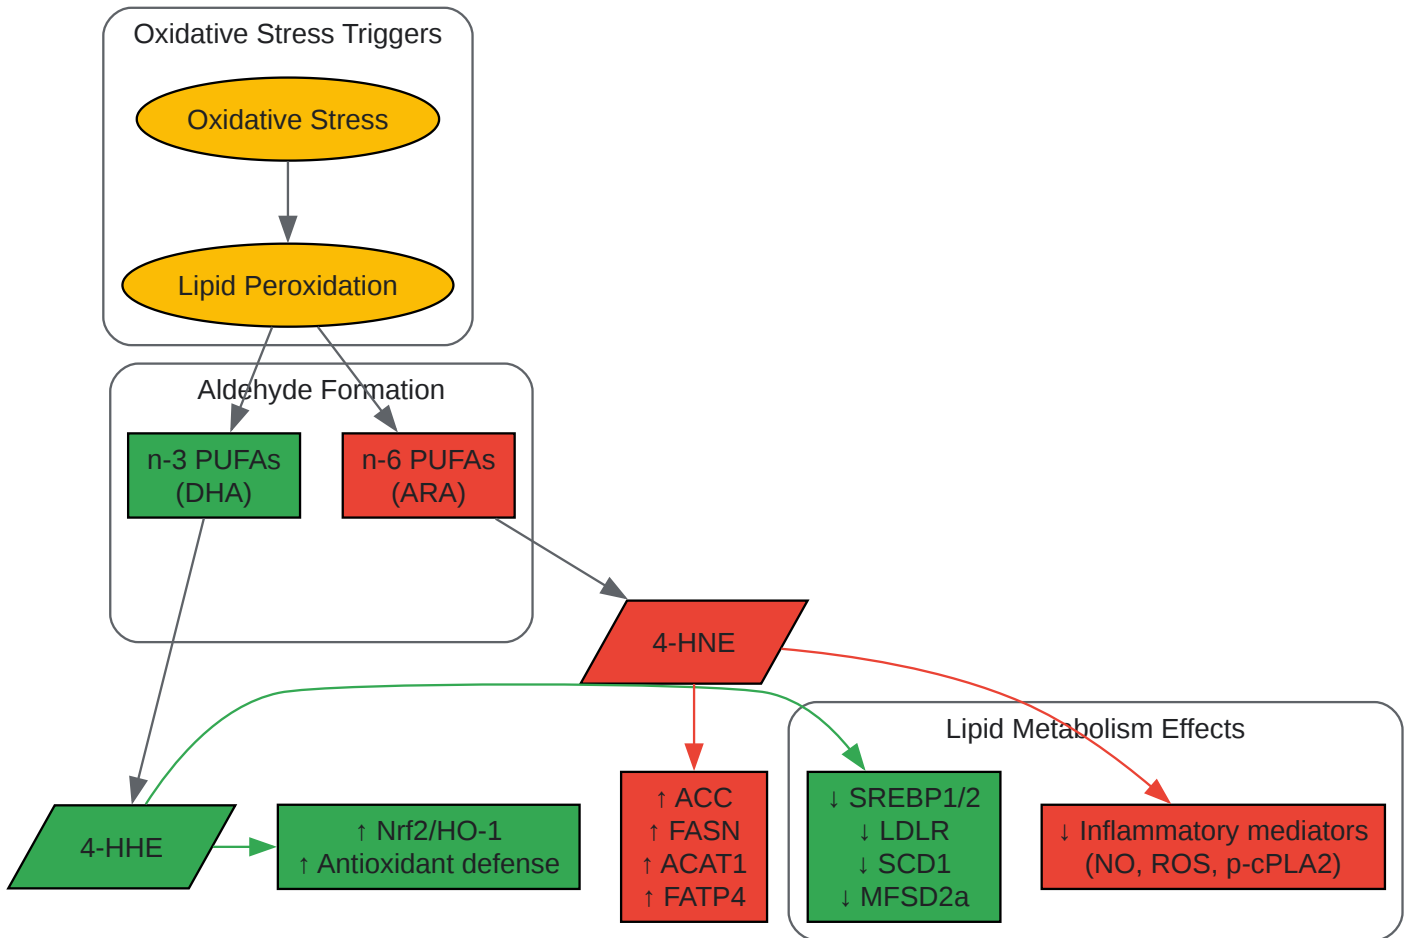 Oxidative Stress Triggers
Oxidative Stress
Lipid Peroxidation
Aldehyde Formation
n-3 PUFAs
(DHA)
n-6 PUFAs
(ARA)
4-HNE
Lipid Metabolism Effects
4-HHE
↑ Nrf2/HO-1
↑ Antioxidant defense
↑ ACC
↑ FASN
↑ ACAT1
↑ FATP4
↓ SREBP1/2
↓ LDLR
↓ SCD1
↓ MFSD2a
↓ Inflammatory mediators
(NO, ROS, p-cPLA2)